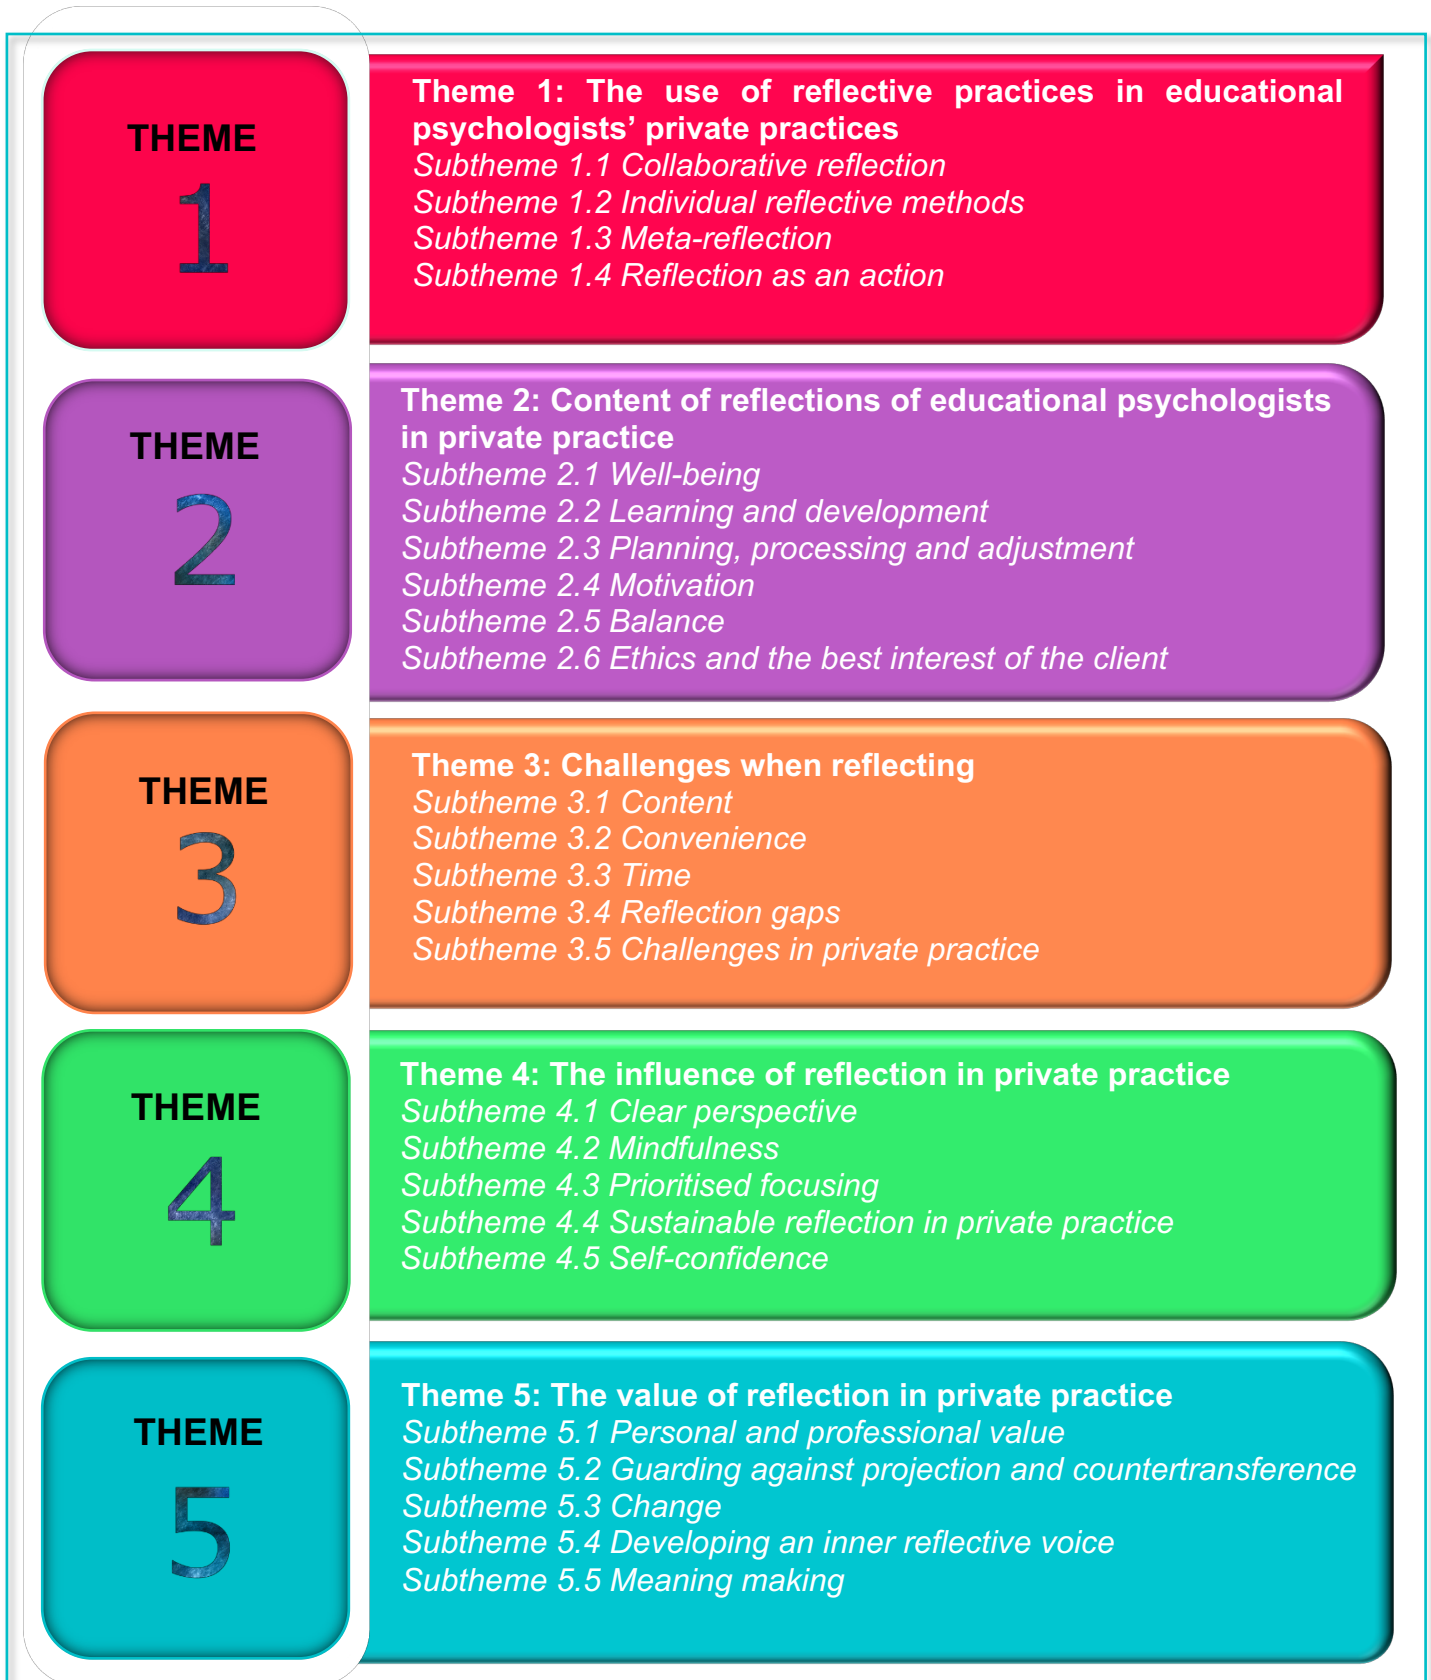 THEME
1
Theme 1: The use of reflective practices in educational
psychologists’ private practices
Subtheme 1.1 Collaborative reflection
Subtheme 1.2 Individual reflective methods
Subtheme 1.3 Meta-reflection
Subtheme 1.4 Reflection as an action
THEME
2
Theme 2: Content of reflections of educational psychologists
in private practice
Subtheme 2.1 Well-being
Subtheme 2.2 Learning and development
Subtheme 2.3 Planning, processing and adjustment
Subtheme 2.4 Motivation
Subtheme 2.5 Balance
Subtheme 2.6 Ethics and the best interest of the client
THEME
3
Theme 3: Challenges when reflecting
Subtheme 3.1 Content
Subtheme 3.2 Convenience
Subtheme 3.3 Time
Subtheme 3.4 Reflection gaps
Subtheme 3.5 Challenges in private practice
THEME
4
Theme 4: The influence of reflection in private practice
Subtheme 4.1 Clear perspective
Subtheme 4.2 Mindfulness
Subtheme 4.3 Prioritised focusing
Subtheme 4.4 Sustainable reflection in private practice
Subtheme 4.5 Self-confidence
THEME
5
Theme 5: The value of reflection in private practice
Subtheme 5.1 Personal and professional value
Subtheme 5.2 Guarding against projection and countertransference
Subtheme 5.3 Change
Subtheme 5.4 Developing an inner reflective voice
Subtheme 5.5 Meaning making